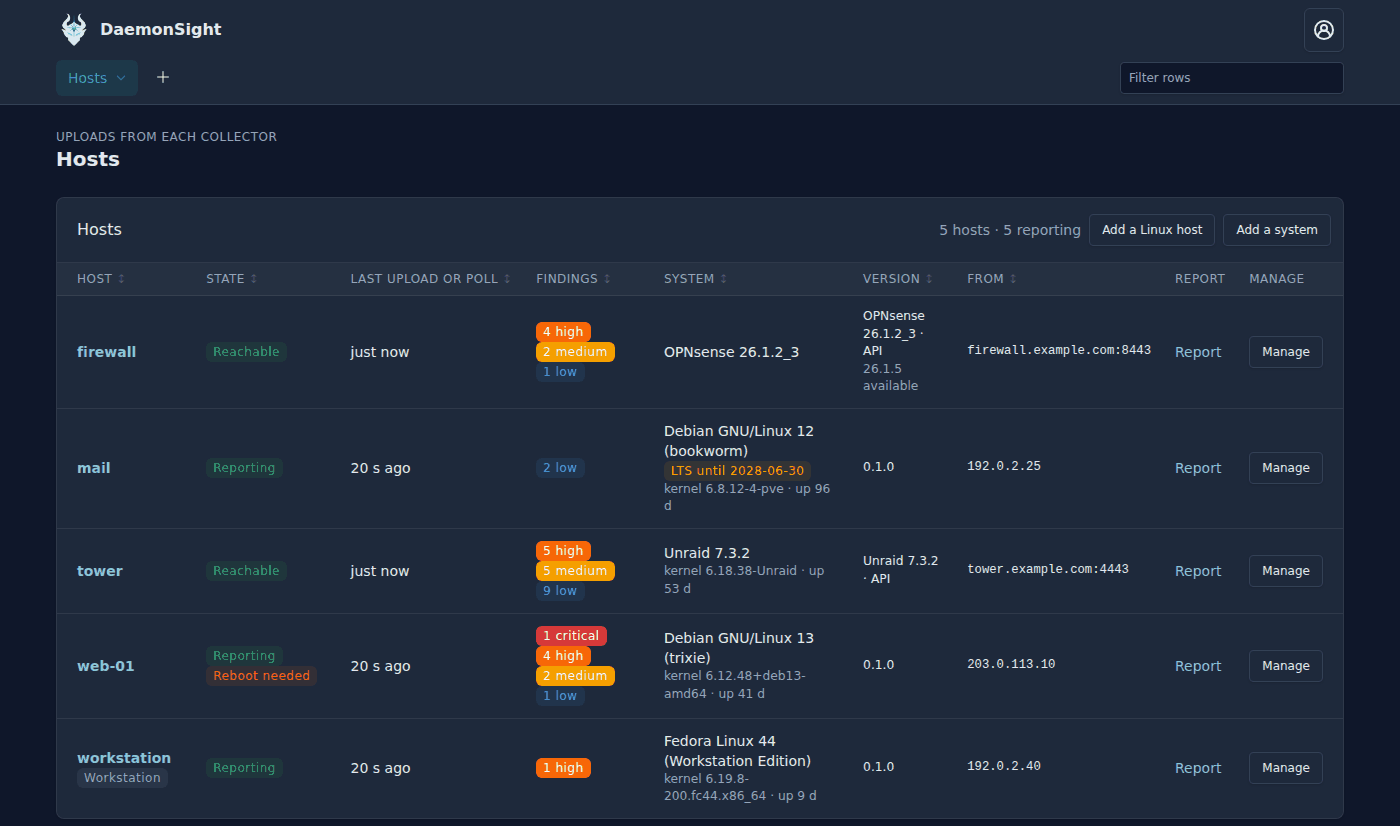 DaemonSight
Hosts
Filter rows
UPLOADS FROM EACH COLLECTOR
Hosts
Hosts
5 hosts · 5 reporting
Add a Linux host
Add a system
HOST ↕ STATE ↕ LAST UPLOAD OR POLL ↕ FINDINGS ↕ SYSTEM ↕ VERSION ↕ FROM ↕ REPORT MANAGE
firewall
Reachable
just now
4 high
2 medium
1 low
OPNsense 26.1.2_3
OPNsense
26.1.2_3 ·
API
26.1.5
available
firewall.example.com:8443
Report
Manage
mail
Reporting
20 s ago
2 low
Debian GNU/Linux 12
(bookworm)
LTS until 2028-06-30
kernel 6.8.12-4-pve · up 96
d
0.1.0
192.0.2.25
Report
Manage
tower
Reachable
just now
5 high
5 medium
9 low
Unraid 7.3.2
kernel 6.18.38-Unraid · up
53 d
Unraid 7.3.2
· API
tower.example.com:4443
Report
Manage
web-01
Reporting
Reboot needed
20 s ago
1 critical
4 high
2 medium
1 low
Debian GNU/Linux 13
(trixie)
kernel 6.12.48+deb13-
amd64 · up 41 d
0.1.0
203.0.113.10
Report
Manage
workstation
Workstation
Reporting
20 s ago
1 high
Fedora Linux 44
(Workstation Edition)
kernel 6.19.8-
200.fc44.x86_64 · up 9 d
0.1.0
192.0.2.40
Report
Manage